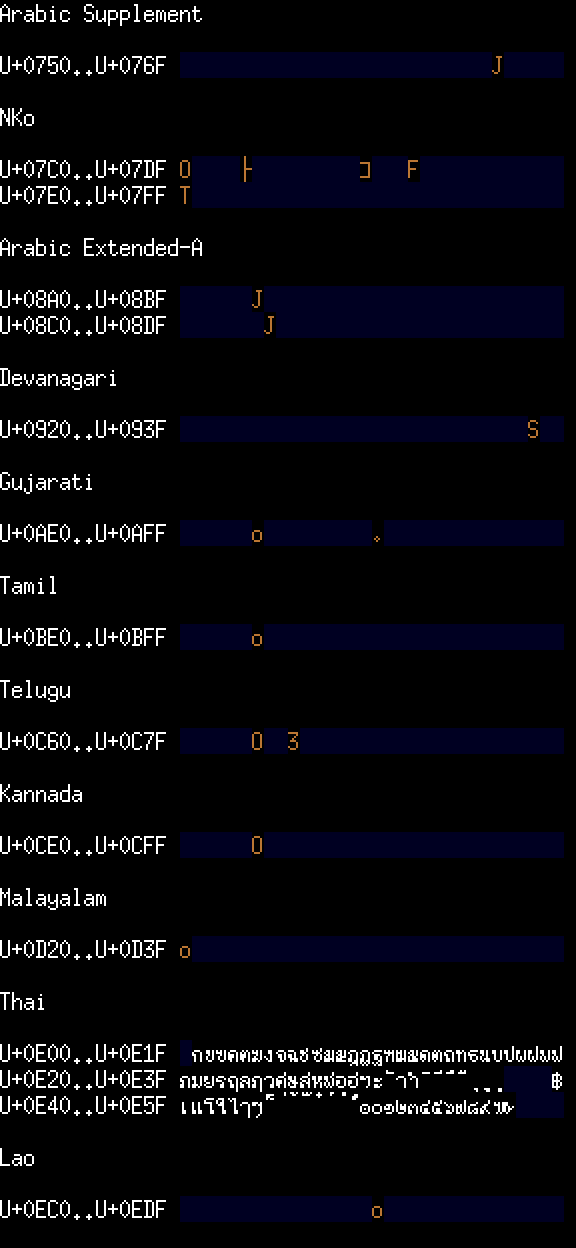 Arabic Supplement
U+0750..U+076F J
NKo
U+07C0..U+07DF O ├ コ F
U+07E0..U+07FF T
Arabic Extended-A
U+08A0..U+08BF J
U+08C0..U+08DF J
Devanagari
U+0920..U+093F S
Gujarati
U+0AE0..U+0AFF o ｡
Tamil
U+0BE0..U+0BFF o
Telugu
U+0C60..U+0C7F O 3
Kannada
U+0CE0..U+0CFF O
Malayalam
U+0D20..U+0D3F o
Thai
U+0E00..U+0E1F กขฃคฅฆงจฉชซฌญฎฏฐฑฒณดตถทธนบปผฝพฟ
U+0E20..U+0E3F ภมยรฤลฦวศษสหฬอฮฯะัาำิีึืฺุู ฿
U+0E40..U+0E5F เแโใไๅๆ็่้๊๋์ํ๎๏๐๑๒๓๔๕๖๗๘๙๚๛
Lao
U+0EC0..U+0EDF o